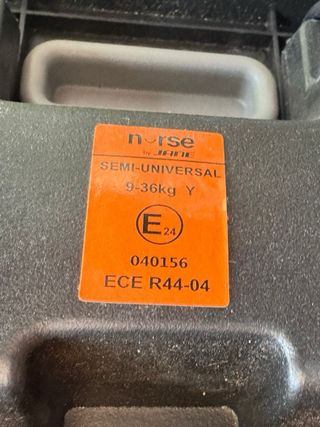 nurse
by JANE
SEMI-UNIVERSAL
9-36kg Y
E24
040156
ECE R44-04